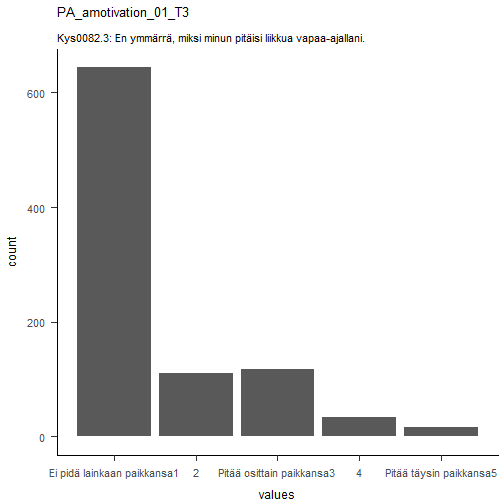 PA_amotivation_01_T3
Kys0082.3: En ymmärrä, miksi minun pitäisi liikkua vapaa-ajallani.
600
400
200
0
count
Ei pidä lainkaan paikkansa1 2 Pitää osittain paikkansa3 4 Pitää täysin paikkansa5
values